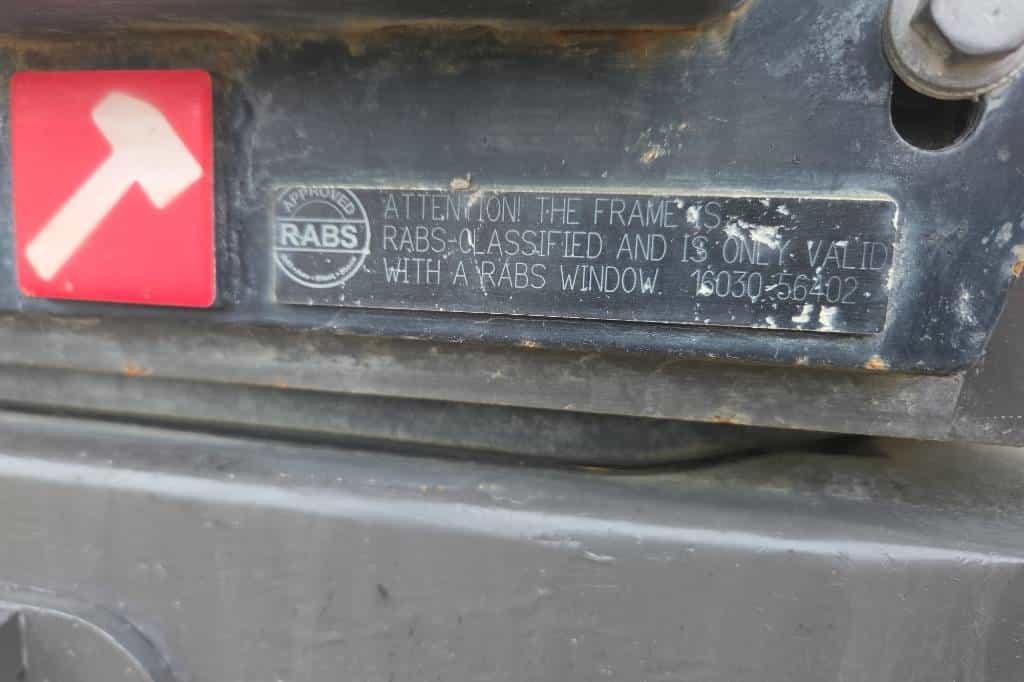 APPROVED
RABS
ATTENTION! THE FRAME IS
RABS-CLASSIFIED AND IS ONLY VALID
WITH A RABS WINDOW. 16030-56402